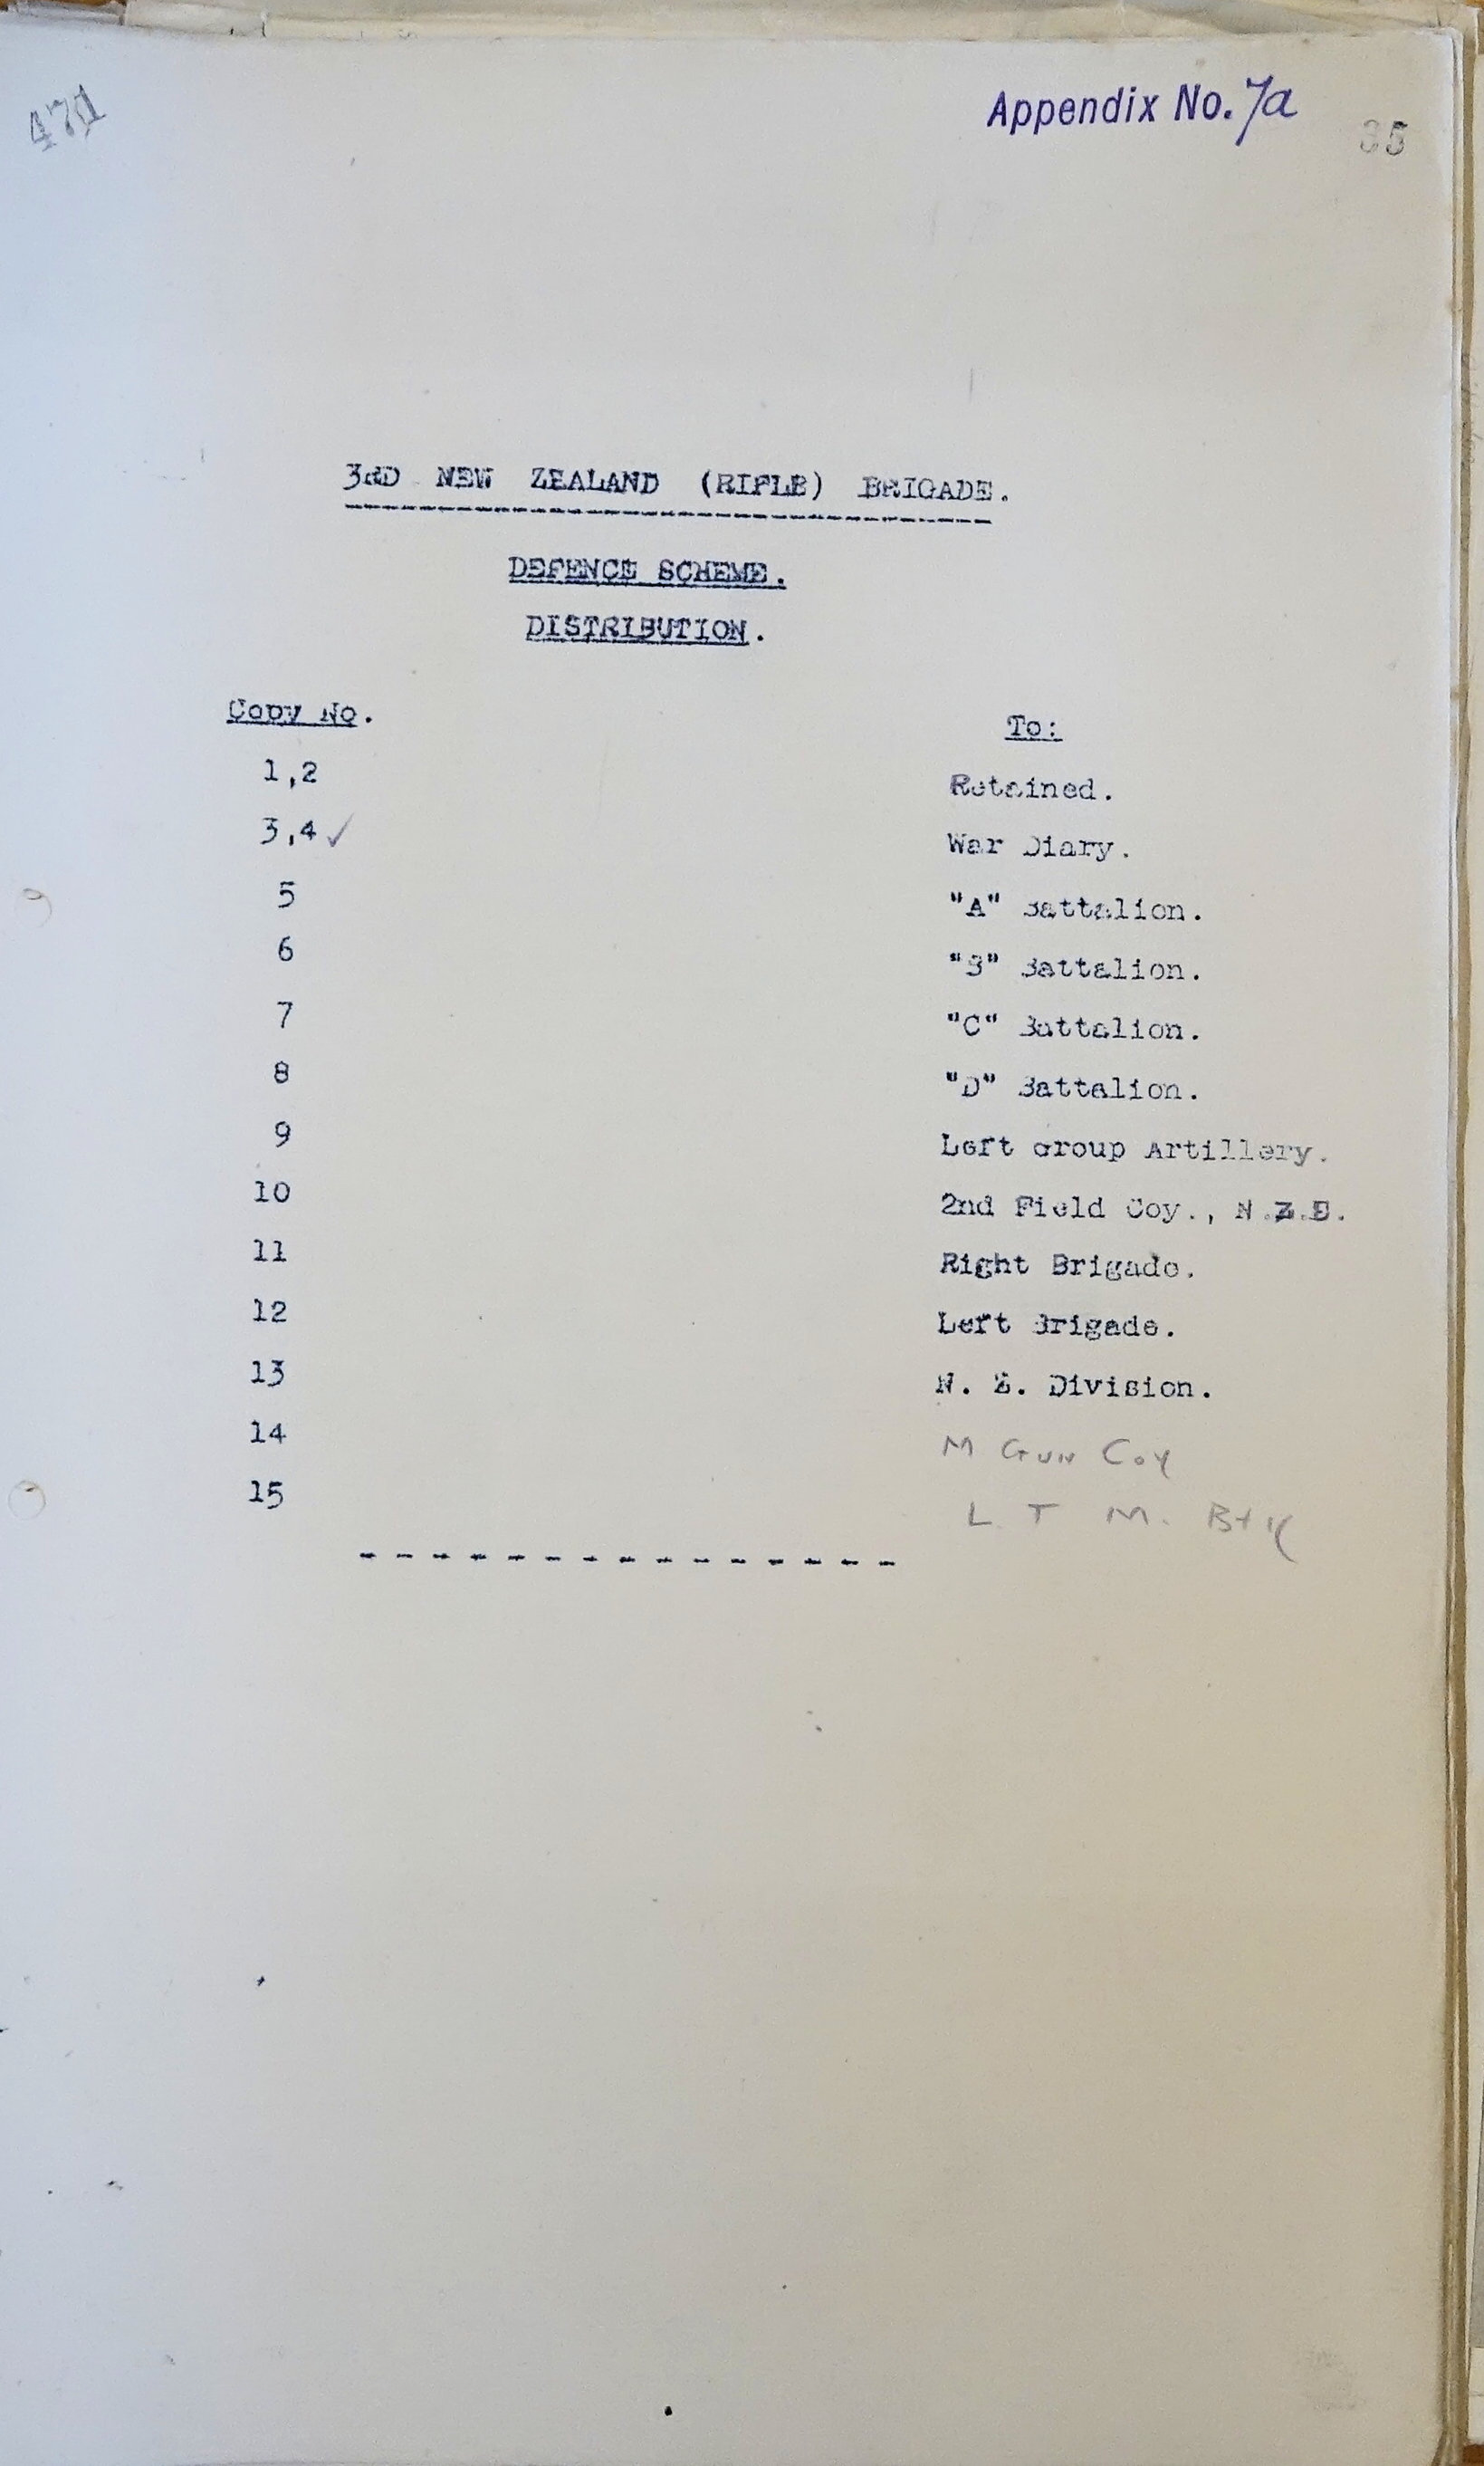 471
Appendix No. 7a
35
3RD NEW ZEALAND (RIFLE) BRIGADE.
DEFENCE SCHEME.
DISTRIBUTION.
Copy No. To:
1,2 Retained.
3,4 ✓ War Diary.
5 "A" Battalion.
6 "B" Battalion.
7 "C" Battalion.
8 "D" Battalion.
9 Left Group Artillery.
10 2nd Field Coy., N.Z.E.
11 Right Brigade.
12 Left Brigade.
13 N. Z. Division.
14 M Gun Coy
15 L T M. Bty